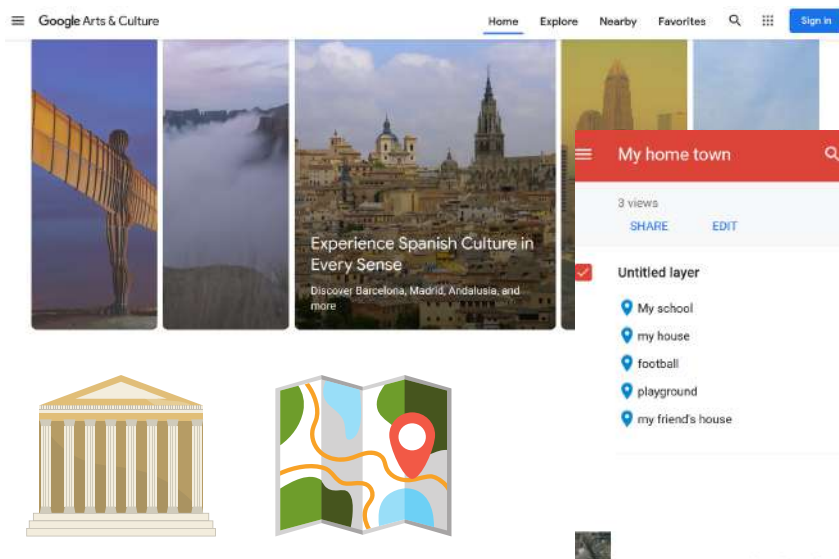 Google Arts & Culture
Home Explore Nearby Favorites
Sign in
Experience Spanish Culture in
Every Sense
Discover Barcelona, Madrid, Andalusia, and
more
My home town
3 views
SHARE EDIT
Untitled layer
My school
my house
football
playground
my friend's house